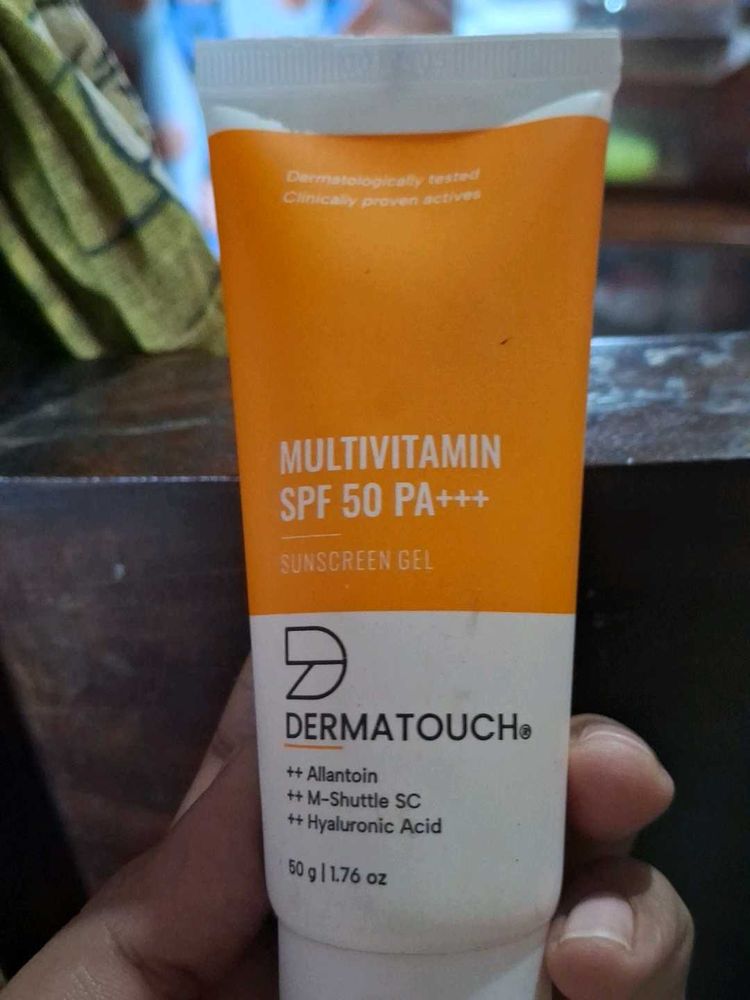 Dermatologically tested
Clinically proven actives
MULTIVITAMIN
SPF 50 PA+++
SUNSCREEN GEL
DERMATOUCH®
++ Allantoin
++ M-Shuttle SC
++ Hyaluronic Acid
50 g | 1.76 oz